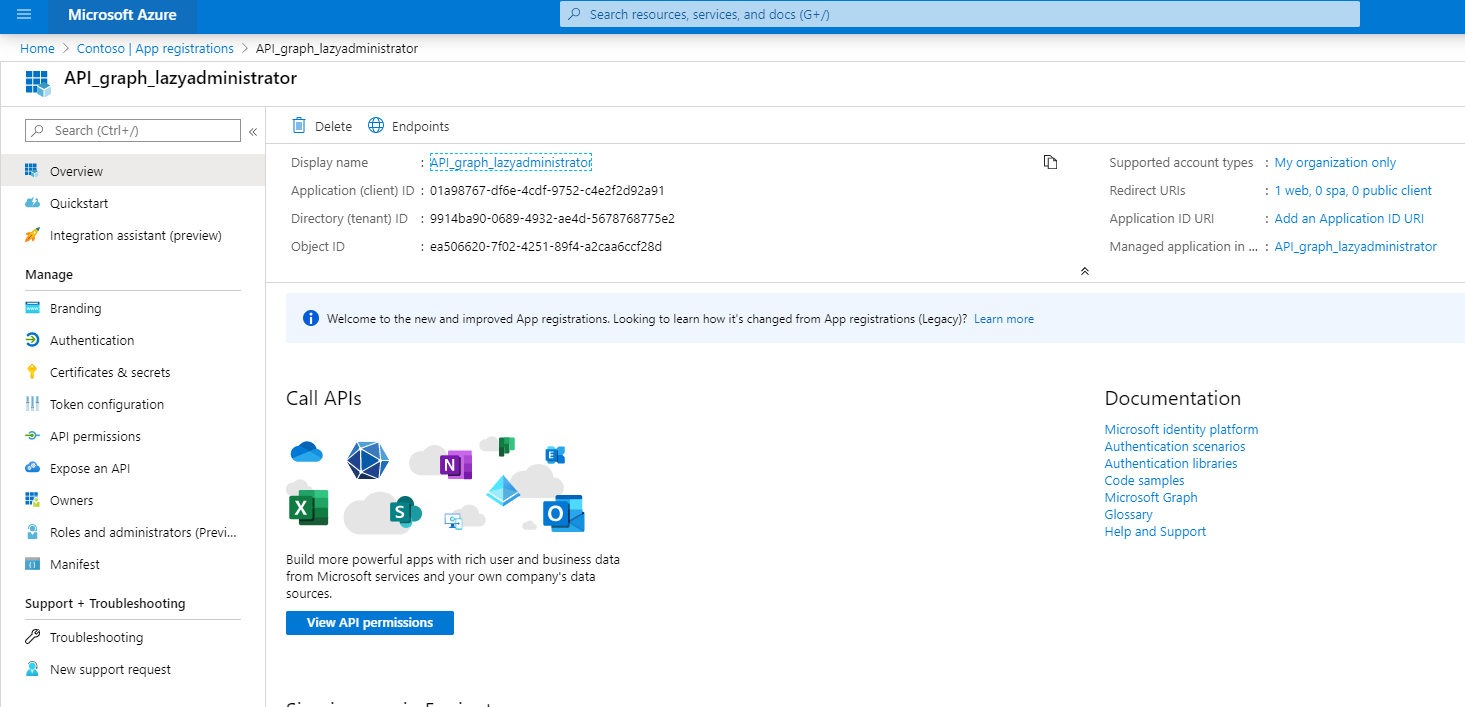 Microsoft Azure
Search resources, services, and docs (G+/)
Home > Contoso | App registrations > API_graph_lazyadministrator
API_graph_lazyadministrator
Search (Ctrl+/)
«
Overview
Quickstart
Integration assistant (preview)
Manage
Branding
Authentication
Certificates & secrets
Token configuration
API permissions
Expose an API
Owners
Roles and administrators (Previ...
Manifest
Support + Troubleshooting
Troubleshooting
New support request
Delete
Endpoints
Display name : API_graph_lazyadministrator
Application (client) ID : 01a98767-df6e-4cdf-9752-c4e2f2d92a91
Directory (tenant) ID : 9914ba90-0689-4932-ae4d-5678768775e2
Object ID : ea506620-7f02-4251-89f4-a2caa6ccf28d
Supported account types : My organization only
Redirect URIs : 1 web, 0 spa, 0 public client
Application ID URI : Add an Application ID URI
Managed application in ... : API_graph_lazyadministrator
Welcome to the new and improved App registrations. Looking to learn how it's changed from App registrations (Legacy)? Learn more
Call APIs
N
E
X
S
O
Build more powerful apps with rich user and business data
from Microsoft services and your own company's data
sources.
View API permissions
Documentation
Microsoft identity platform
Authentication scenarios
Authentication libraries
Code samples
Microsoft Graph
Glossary
Help and Support